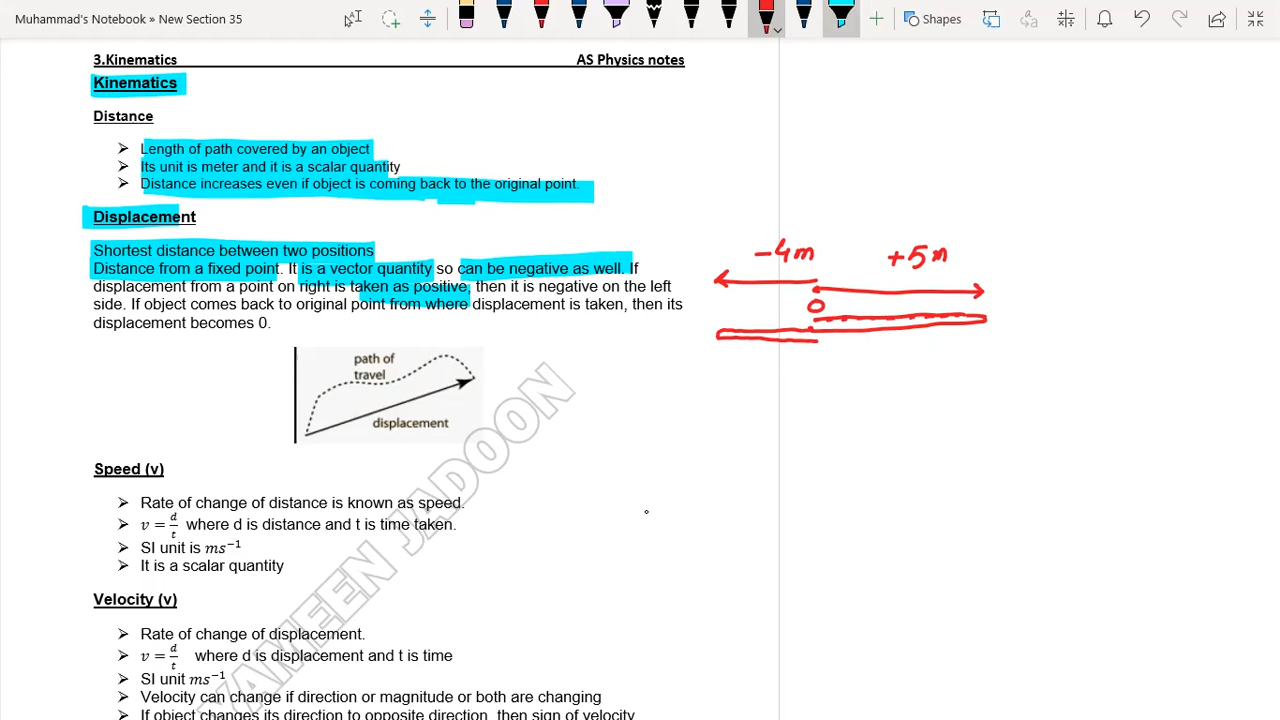 Muhammad's Notebook » New Section 35
Shapes
3.Kinematics AS Physics notes
Kinematics
Distance
➢ Length of path covered by an object
➢ Its unit is meter and it is a scalar quantity
➢ Distance increases even if object is coming back to the original point.
Displacement
Shortest distance between two positions
Distance from a fixed point. It is a vector quantity so can be negative as well. If
displacement from a point on right is taken as positive, then it is negative on the left
side. If object comes back to original point from where displacement is taken, then its
displacement becomes 0.
-4m +5m
0
path of
travel
displacement
Speed (v)
➢ Rate of change of distance is known as speed.
➢ v = d/t where d is distance and t is time taken.
➢ SI unit is ms⁻¹
➢ It is a scalar quantity
Velocity (v)
➢ Rate of change of displacement.
➢ v = d/t where d is displacement and t is time
➢ SI unit ms⁻¹
➢ Velocity can change if direction or magnitude or both are changing
➢ If object changes its direction to opposite direction, then sign of velocity
YAMEEN JADOON